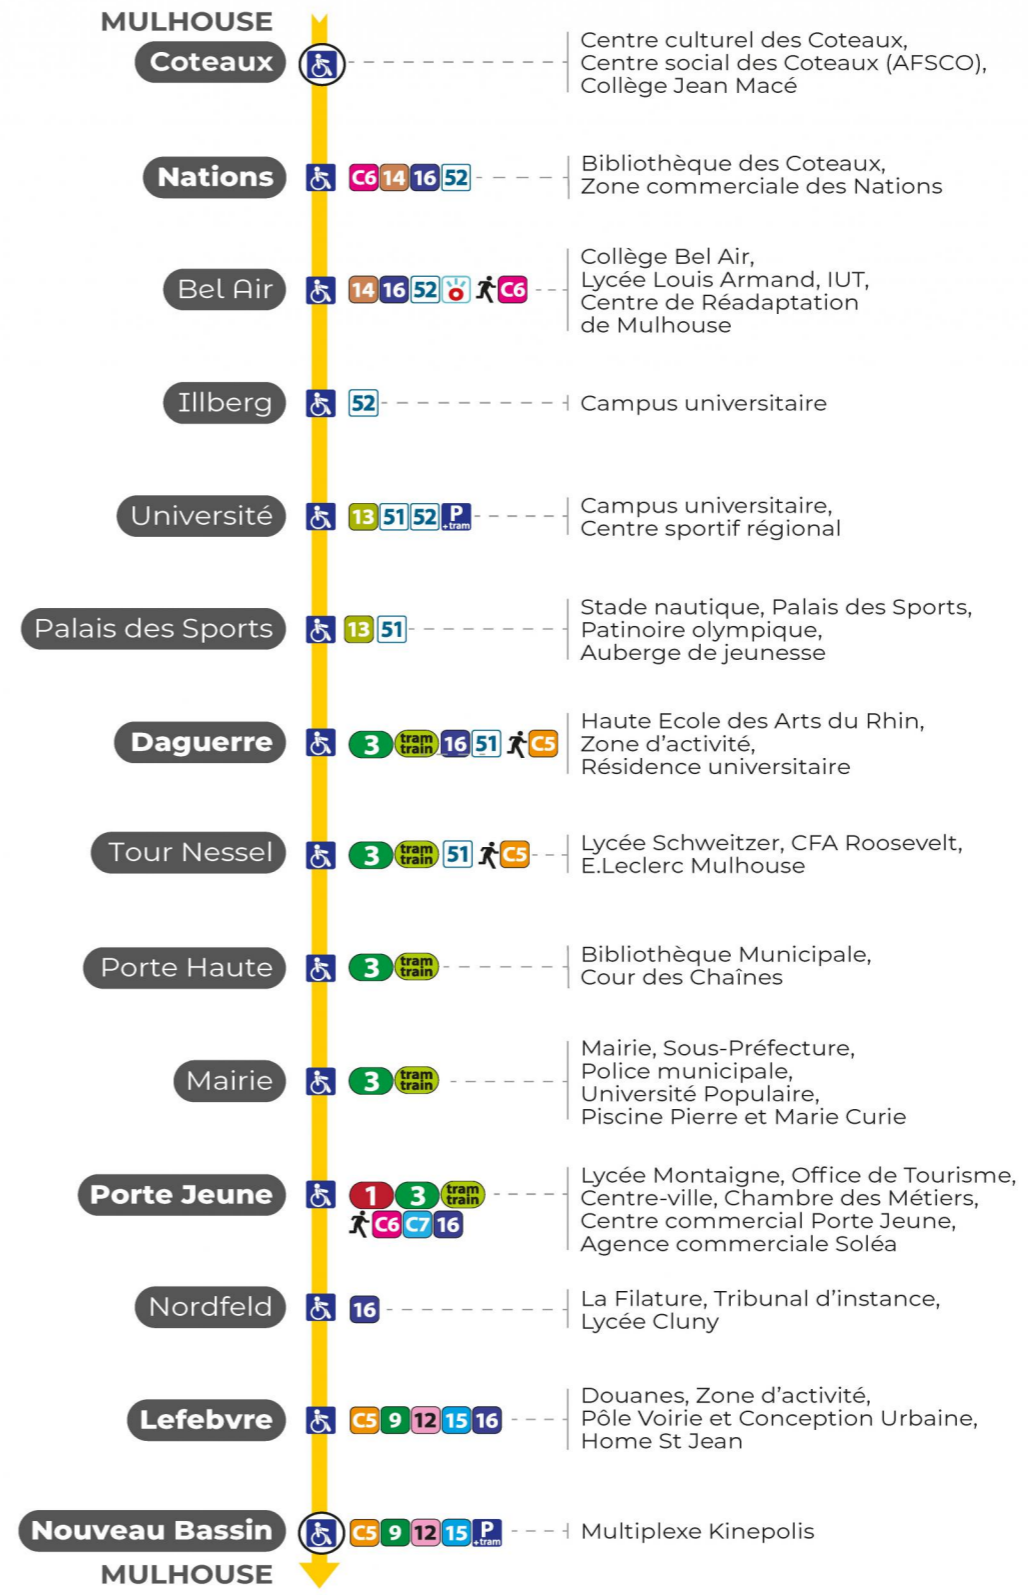 MULHOUSE
Coteaux
Centre culturel des Coteaux,
Centre social des Coteaux (AFSCO),
Collège Jean Macé
Nations
C6 14 16 52
Bibliothèque des Coteaux,
Zone commerciale des Nations
Bel Air
14 16 52 C6
Collège Bel Air,
Lycée Louis Armand, IUT,
Centre de Réadaptation
de Mulhouse
Illberg
52
Campus universitaire
Université
13 51 52 P +tram
Campus universitaire,
Centre sportif régional
Palais des Sports
13 51
Stade nautique, Palais des Sports,
Patinoire olympique,
Auberge de jeunesse
Daguerre
3 tram train 16 51 C5
Haute Ecole des Arts du Rhin,
Zone d'activité,
Résidence universitaire
Tour Nessel
3 tram train 51 C5
Lycée Schweitzer, CFA Roosevelt,
E.Leclerc Mulhouse
Porte Haute
3 tram train
Bibliothèque Municipale,
Cour des Chaînes
Mairie
3 tram train
Mairie, Sous-Préfecture,
Police municipale,
Université Populaire,
Piscine Pierre et Marie Curie
Porte Jeune
1 3 tram train
C6 C7 16
Lycée Montaigne, Office de Tourisme,
Centre-ville, Chambre des Métiers,
Centre commercial Porte Jeune,
Agence commerciale Soléa
Nordfeld
16
La Filature, Tribunal d'instance,
Lycée Cluny
Lefebvre
C5 9 12 15 16
Douanes, Zone d'activité,
Pôle Voirie et Conception Urbaine,
Home St Jean
Nouveau Bassin
C5 9 12 15 P +tram
Multiplexe Kinepolis
MULHOUSE